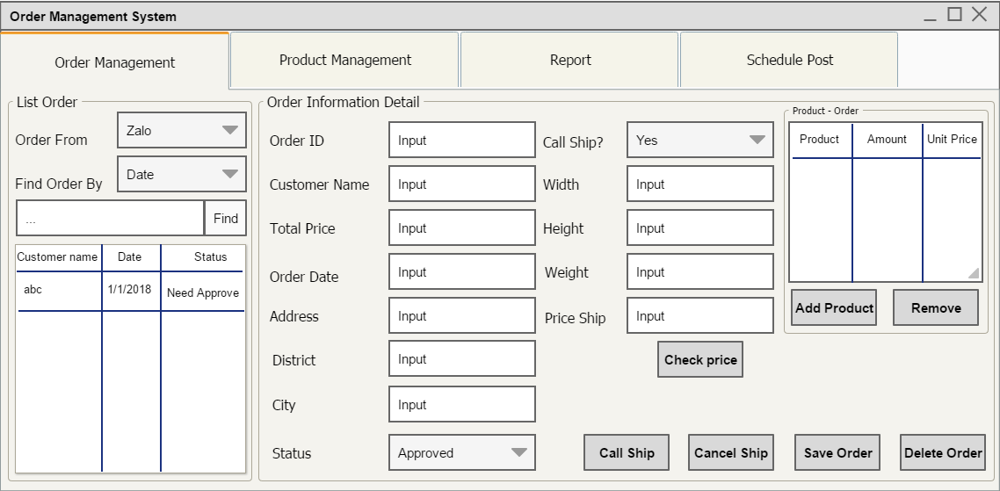 Order Management System
Order Management
Product Management
Report
Schedule Post
List Order
Order From
Zalo
Find Order By
Date
...
Find
Customer name
Date
Status
abc
1/1/2018
Need Approve
Order Information Detail
Order ID
Input
Call Ship?
Yes
Customer Name
Input
Width
Input
Total Price
Input
Height
Input
Order Date
Input
Weight
Input
Address
Input
Price Ship
Input
District
Input
Check price
City
Input
Status
Approved
Call Ship
Cancel Ship
Save Order
Delete Order
Product - Order
Product
Amount
Unit Price
Add Product
Remove